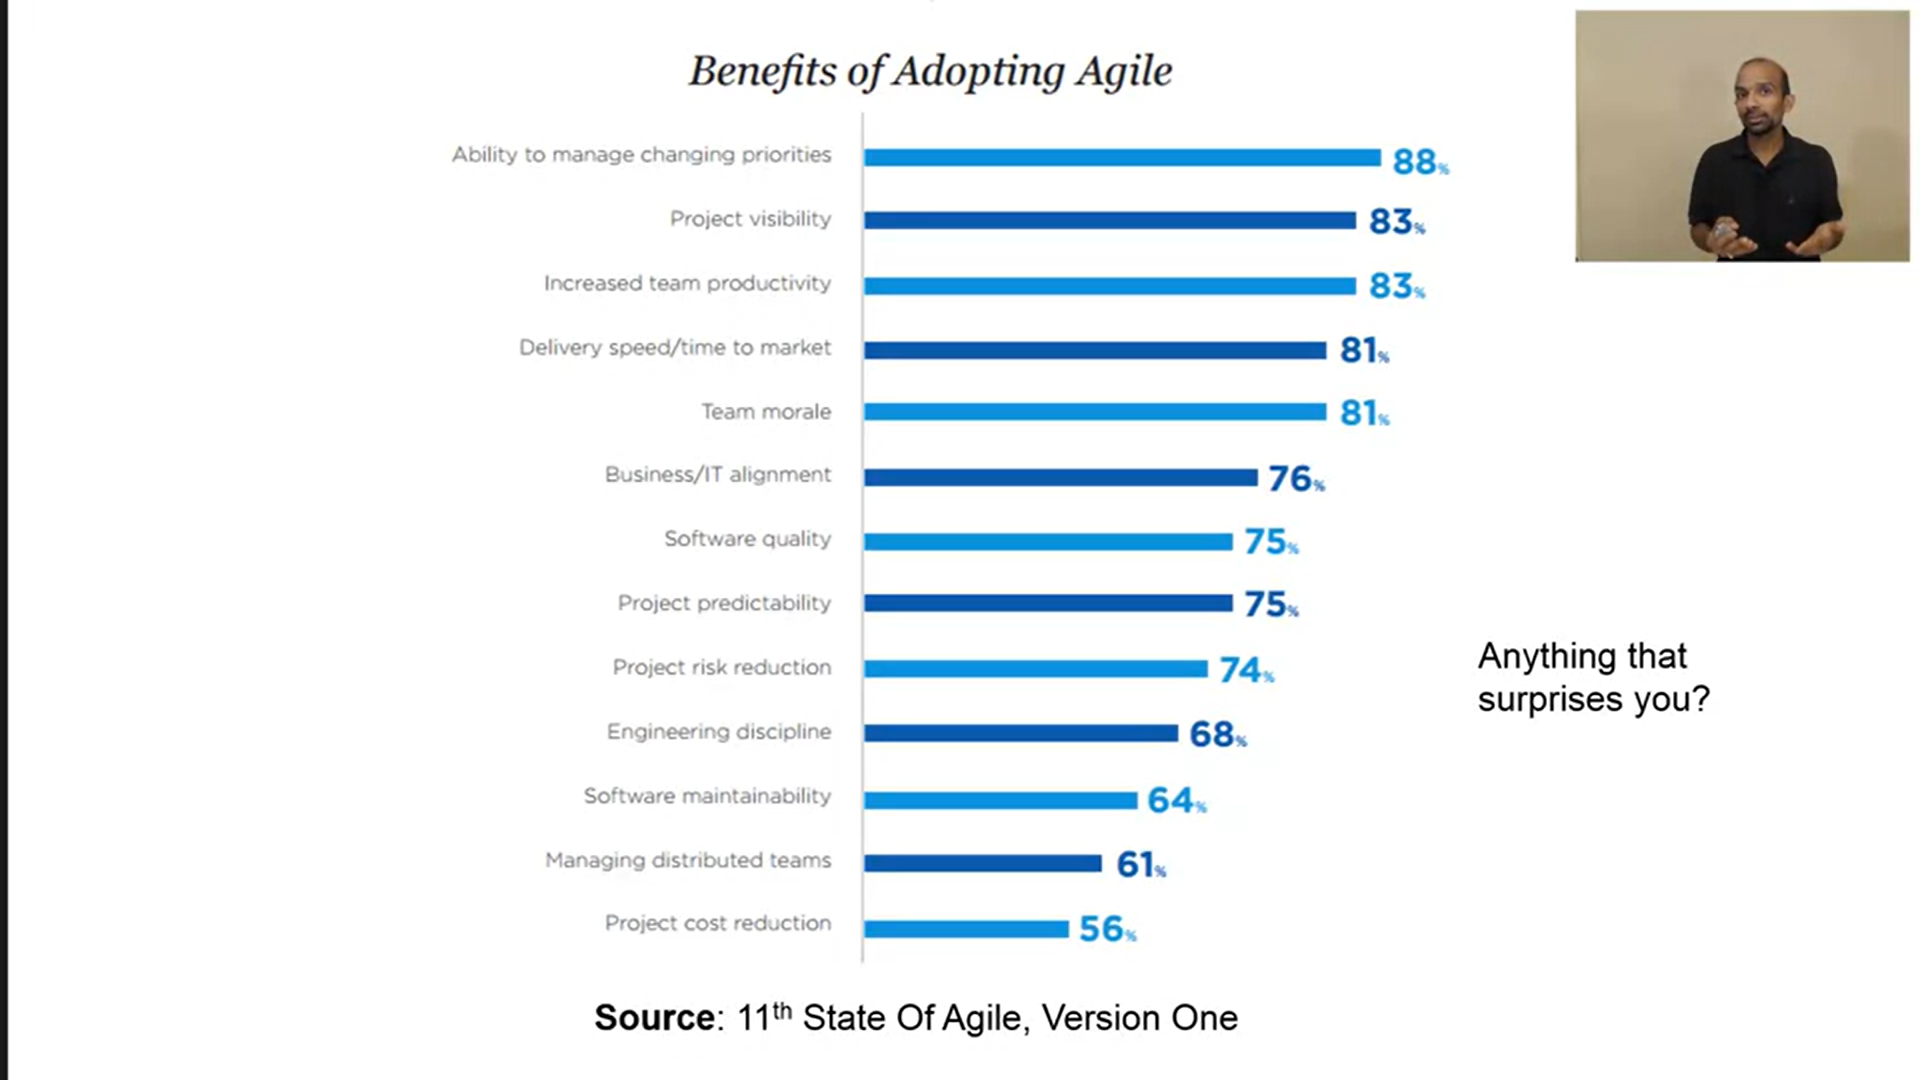 Benefits of Adopting Agile
Ability to manage changing priorities 88%
Project visibility 83%
Increased team productivity 83%
Delivery speed/time to market 81%
Team morale 81%
Business/IT alignment 76%
Software quality 75%
Project predictability 75%
Project risk reduction 74%
Engineering discipline 68%
Software maintainability 64%
Managing distributed teams 61%
Project cost reduction 56%
Anything that
surprises you?
Source: 11th State Of Agile, Version One